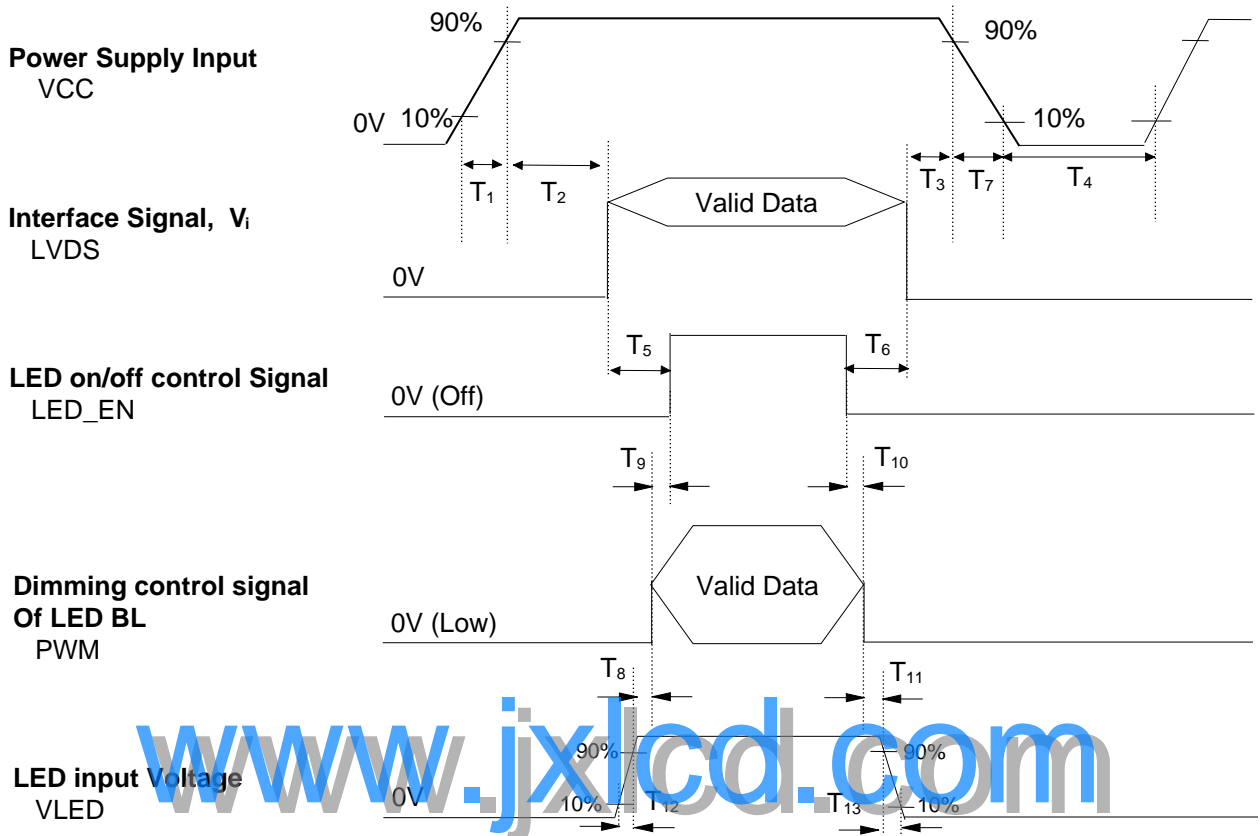 90%
90%
Power Supply Input
VCC
0V
10%
10%
T₁
T₂
T₃
T₇
T₄
Valid Data
Interface Signal, Vᵢ
LVDS
0V
T₅
T₆
LED on/off control Signal
LED_EN
0V (Off)
T₉
T₁₀
Dimming control signal
Of LED BL
PWM
Valid Data
0V (Low)
T₈
T₁₁
www.jxlcd.com
90%
90%
LED input Voltage
VLED
0V
10%
T₁₂
T₁₃
10%